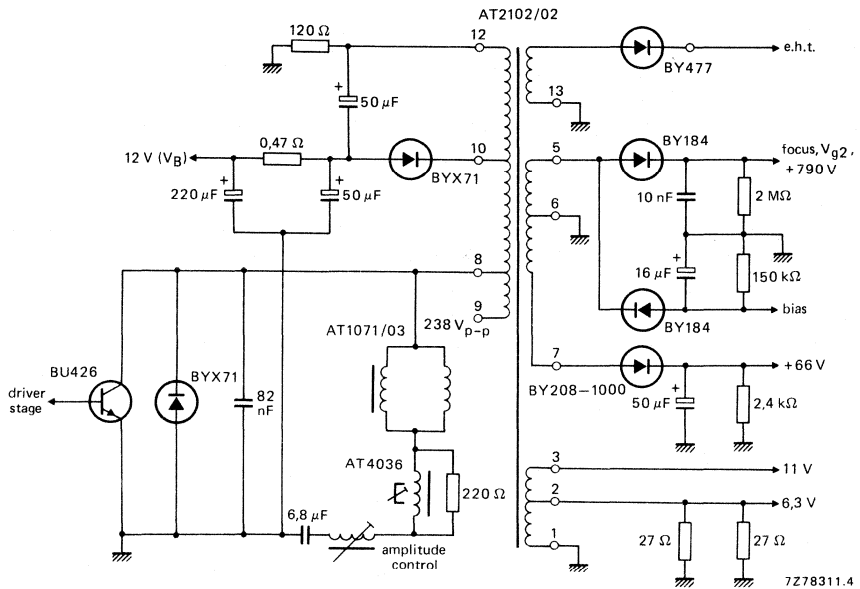 AT2102/02
120 Ω
12
e.h.t.
BY477
+
50 µF
13
0,47 Ω
12 V (V_B)
10
BYX71
5
BY184
focus, V_g2,
+790 V
+
220 µF
+
50 µF
10 nF
2 MΩ
6
8
+
16 µF
150 kΩ
9
238 V_p-p
AT1071/03
bias
BY184
7
+66 V
BU426
BYX71
BY208-1000
driver
stage
82
nF
+
50 µF
2,4 kΩ
AT4036
3
11 V
220 Ω
2
6,3 V
6,8 µF
1
27 Ω
27 Ω
amplitude
control
7Z78311.4